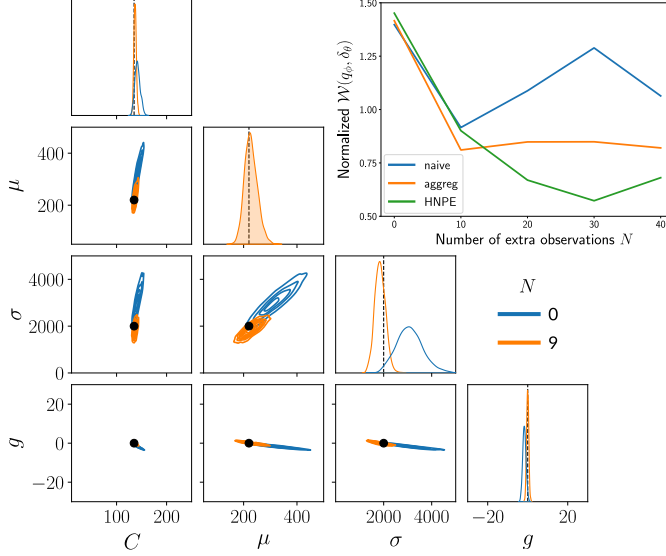 Normalized W(q_ϕ, δ_θ)
1.50
1.25
1.00
0.75
0.50
naive
aggreg
HNPE
0 10 20 30 40
Number of extra observations N
μ
400
200
σ
4000
2000
0
N
0
9
g
0
−20
100 200
200 400
2000 4000
−20 0 20
C
μ
σ
g